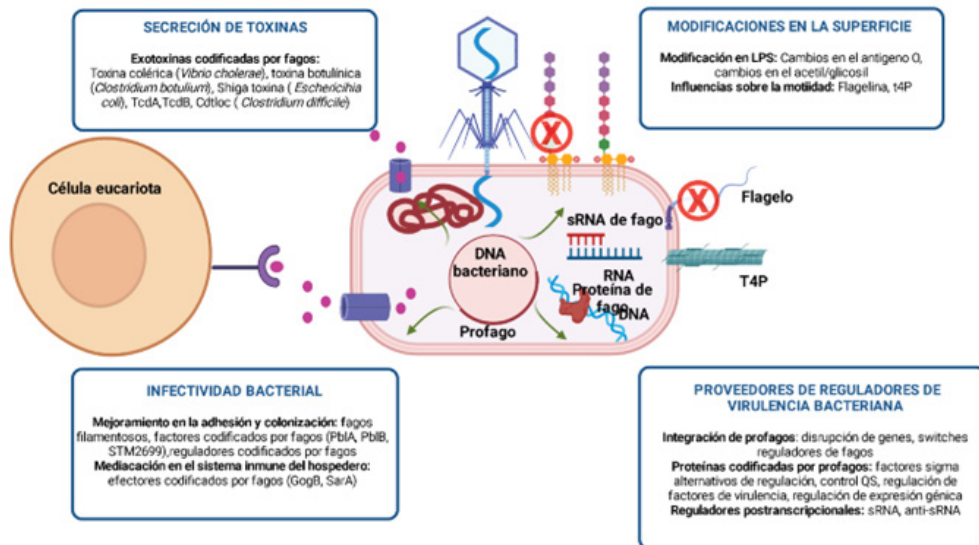 SECRECIÓN DE TOXINAS
Exotoxinas codificadas por fagos:
Toxina colérica (Vibrio cholerae), toxina botulínica
(Clostridium botulium), Shiga toxina ( Eschericihia
coli), TcdA,TcdB, Cdtloc ( Clostridium difficile)
MODIFICACIONES EN LA SUPERFICIE
Modificación en LPS: Cambios en el antigeno O,
cambios en el acetil/glicosil
Influencias sobre la motiidad: Flagelina, t4P
Célula eucariota
X
X
Flagelo
sRNA de fago
DNA
bacteriano
RNA
T4P
Proteína de
fago
DNA
Profago
INFECTIVIDAD BACTERIAL
Mejoramiento en la adhesión y colonización: fagos
filamentosos, factores codificados por fagos (PblA, PblB,
STM2699),reguladores codificados por fagos
Mediacación en el sistema inmune del hospedero:
efectores codificados por fagos (GogB, SarA)
PROVEEDORES DE REGULADORES DE
VIRULENCIA BACTERIANA
Integración de profagos: disrupción de genes, switches
reguladores de fagos
Proteínas codificadas por profagos: factores sigma
alternativos de regulación, control QS, regulación de
factores de virulencia, regulación de expresión génica
Reguladores postranscripcionales: sRNA, anti-sRNA